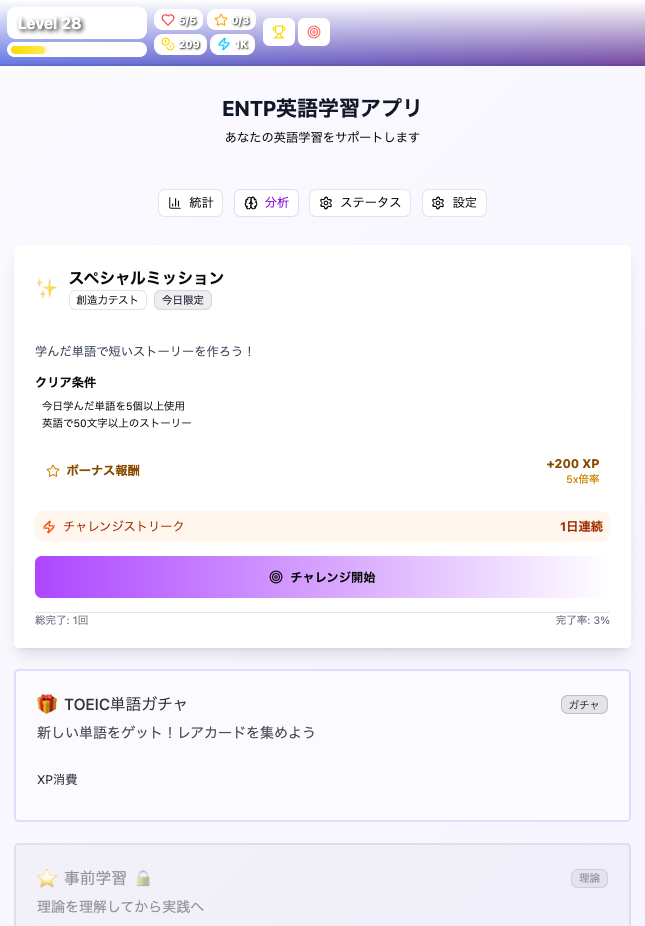 Level 28
5/5
0/3
209
1K
ENTP英語学習アプリ
あなたの英語学習をサポートします
統計
分析
ステータス
設定
スペシャルミッション
創造力テスト
今日限定
学んだ単語で短いストーリーを作ろう！
クリア条件
今日学んだ単語を5個以上使用
英語で50文字以上のストーリー
ボーナス報酬
+200 XP
5x倍率
チャレンジストリーク
1日連続
チャレンジ開始
総完了: 1回
完了率: 3%
TOEIC単語ガチャ
ガチャ
新しい単語をゲット！レアカードを集めよう
XP消費
事前学習
理論
理論を理解してから実践へ